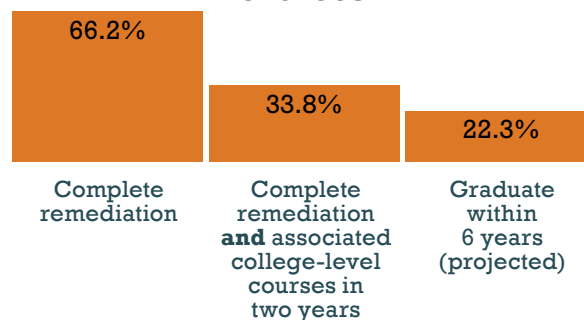 66.2%
33.8%
22.3%
Complete
remediation
Complete
remediation
and associated
college-level
courses in
two years
Graduate
within
6 years
(projected)